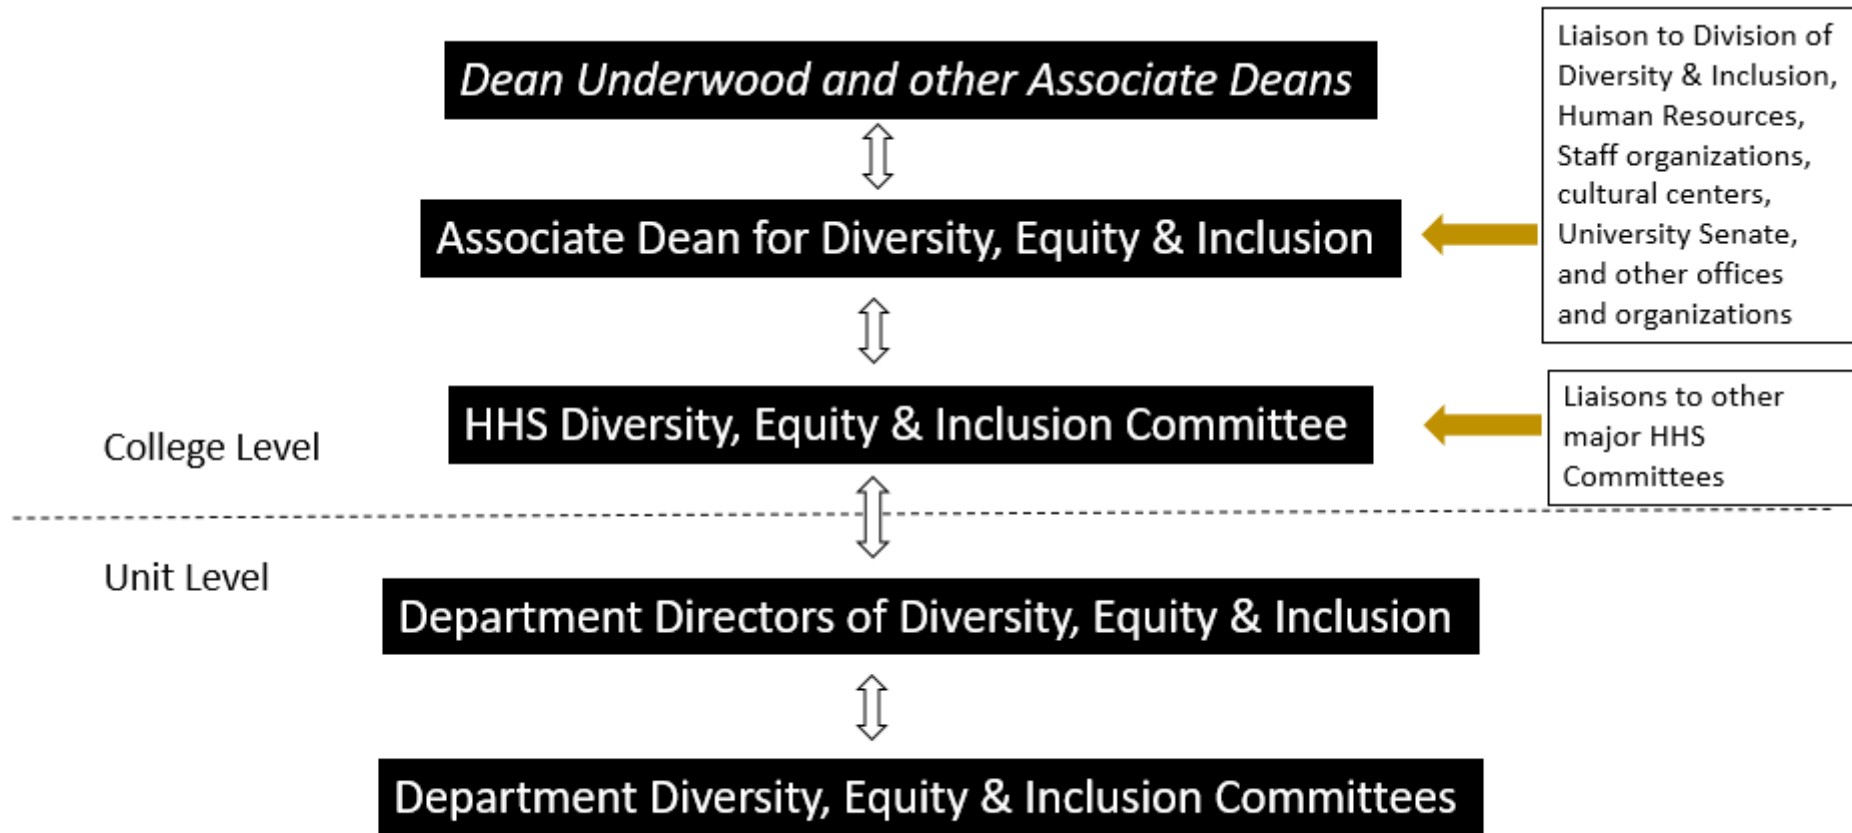 Dean Underwood and other Associate Deans
Liaison to Division of
Diversity & Inclusion,
Human Resources,
Staff organizations,
cultural centers,
University Senate,
and other offices
and organizations
Associate Dean for Diversity, Equity & Inclusion
HHS Diversity, Equity & Inclusion Committee
Liaisons to other
major HHS
Committees
College Level
Unit Level
Department Directors of Diversity, Equity & Inclusion
Department Diversity, Equity & Inclusion Committees